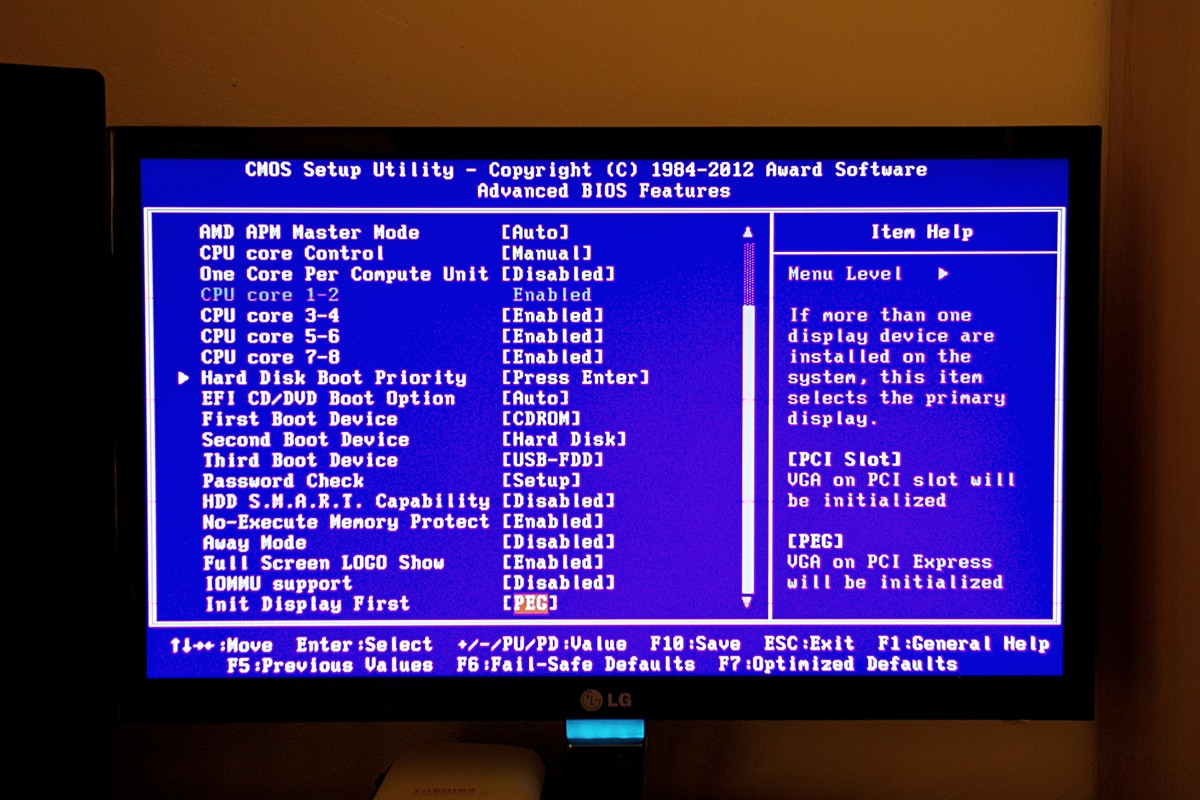 CMOS Setup Utility - Copyright (C) 1984-2012 Award Software
Advanced BIOS Features
AMD APM Master Mode [Auto]
CPU core Control [Manual]
One Core Per Compute Unit [Disabled]
CPU core 1-2 Enabled
CPU core 3-4 [Enabled]
CPU core 5-6 [Enabled]
CPU core 7-8 [Enabled]
▶ Hard Disk Boot Priority [Press Enter]
EFI CD/DVD Boot Option [Auto]
First Boot Device [CDROM]
Second Boot Device [Hard Disk]
Third Boot Device [USB-FDD]
Password Check [Setup]
HDD S.M.A.R.T. Capability [Disabled]
No-Execute Memory Protect [Enabled]
Away Mode [Disabled]
Full Screen LOGO Show [Enabled]
IOMMU support [Disabled]
Init Display First [PEG]
Item Help
Menu Level ▶
If more than one
display device are
installed on the
system, this item
selects the primary
display.
[PCI Slot]
VGA on PCI slot will
be initialized
[PEG]
VGA on PCI Express
will be initialized
↑↓→←:Move Enter:Select +/-/PU/PD:Value F10:Save ESC:Exit F1:General Help
F5:Previous Values F6:Fail-Safe Defaults F7:Optimized Defaults
LG
TOSHIBA